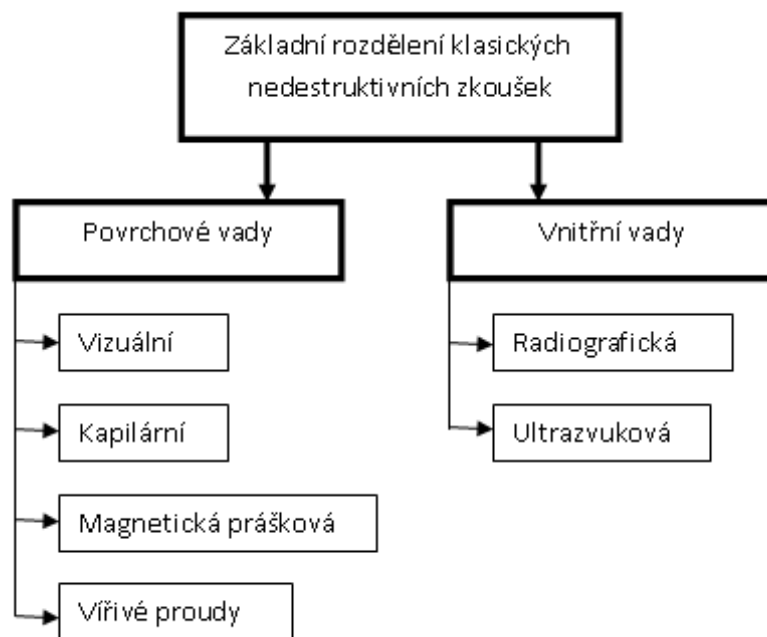 Základní rozdělení klasických
nedestruktivních zkoušek
Povrchové vady
Vnitřní vady
Vizuální
Kapilární
Magnetická prášková
Vířivé proudy
Radiografická
Ultrazvuková